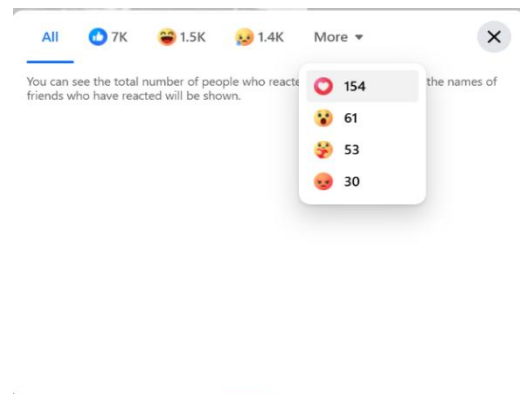 All 7K 1.5K 1.4K More
You can see the total number of people who reacte the names of
friends who have reacted will be shown.
154
61
53
30